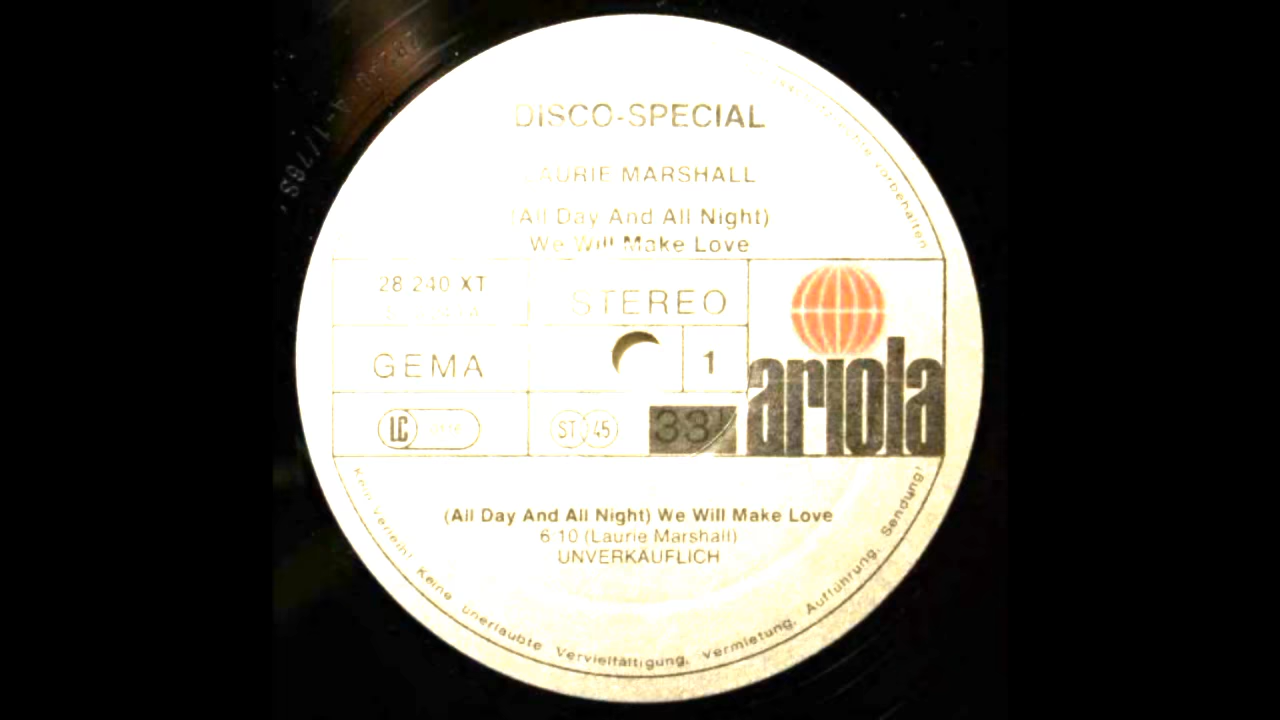 DISCO-SPECIAL
LAURIE MARSHALL
(All Day And All Night)
We Will Make Love
28 240 XT
STEREO
GEMA
1
ariola
LC
ST 45
33
(All Day And All Night) We Will Make Love
6:10 (Laurie Marshall)
UNVERKÄUFLICH
Kein Verleih! Keine unerlaubte Vervielfältigung, Vermietung, Aufführung, Sendung!
vorbehalten